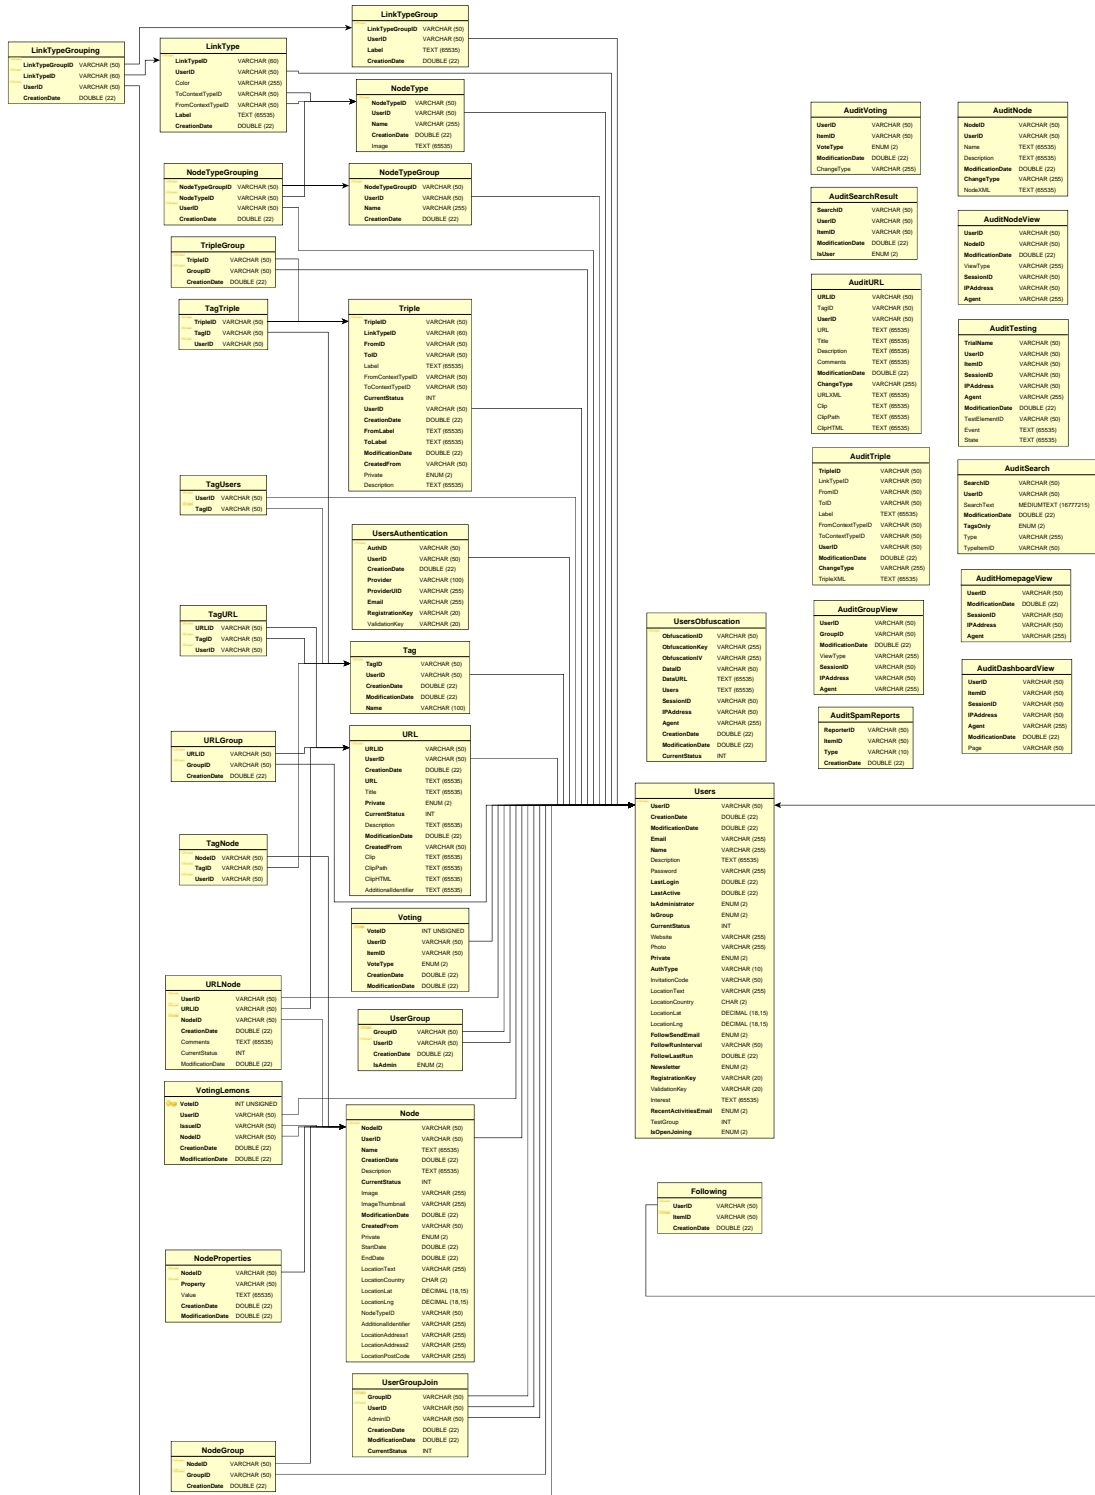 LinkTypeGroup
LinkTypeGroupID VARCHAR (50)
UserID VARCHAR (50)
Label TEXT (65535)
CreationDate DOUBLE (22)
LinkTypeGrouping
LinkTypeGroupID VARCHAR (50)
LinkTypeID VARCHAR (60)
UserID VARCHAR (50)
CreationDate DOUBLE (22)
LinkType
LinkTypeID VARCHAR (60)
UserID VARCHAR (50)
Color VARCHAR (255)
ToContextTypeID VARCHAR (50)
FromContextTypeID VARCHAR (50)
Label TEXT (65535)
CreationDate DOUBLE (22)
NodeType
NodeTypeID VARCHAR (50)
UserID VARCHAR (50)
Name VARCHAR (255)
CreationDate DOUBLE (22)
Image TEXT (65535)
NodeTypeGrouping
NodeTypeGroupID VARCHAR (50)
NodeTypeID VARCHAR (50)
UserID VARCHAR (50)
CreationDate DOUBLE (22)
NodeTypeGroup
NodeTypeGroupID VARCHAR (50)
UserID VARCHAR (50)
Name VARCHAR (255)
CreationDate DOUBLE (22)
TripleGroup
TripleID VARCHAR (50)
GroupID VARCHAR (50)
CreationDate DOUBLE (22)
TagTriple
TripleID VARCHAR (50)
TagID VARCHAR (50)
UserID VARCHAR (50)
Triple
TripleID VARCHAR (50)
LinkTypeID VARCHAR (60)
FromID VARCHAR (50)
ToID VARCHAR (50)
Label TEXT (65535)
FromContextTypeID VARCHAR (50)
ToContextTypeID VARCHAR (50)
CurrentStatus INT
UserID VARCHAR (50)
CreationDate DOUBLE (22)
FromLabel TEXT (65535)
ToLabel TEXT (65535)
ModificationDate DOUBLE (22)
CreatedFrom VARCHAR (50)
Private ENUM (2)
Description TEXT (65535)
TagUsers
UserID VARCHAR (50)
TagID VARCHAR (50)
UsersAuthentication
AuthID VARCHAR (50)
UserID VARCHAR (50)
CreationDate DOUBLE (22)
Provider VARCHAR (100)
ProviderUID VARCHAR (255)
Email VARCHAR (255)
RegistrationKey VARCHAR (20)
ValidationKey VARCHAR (20)
TagURL
URLID VARCHAR (50)
TagID VARCHAR (50)
UserID VARCHAR (50)
Tag
TagID VARCHAR (50)
UserID VARCHAR (50)
CreationDate DOUBLE (22)
ModificationDate DOUBLE (22)
Name VARCHAR (100)
URLGroup
URLID VARCHAR (50)
GroupID VARCHAR (50)
CreationDate DOUBLE (22)
URL
URLID VARCHAR (50)
UserID VARCHAR (50)
CreationDate DOUBLE (22)
URL TEXT (65535)
Title TEXT (65535)
Private ENUM (2)
CurrentStatus INT
Description TEXT (65535)
ModificationDate DOUBLE (22)
CreatedFrom VARCHAR (50)
Clip TEXT (65535)
ClipPath TEXT (65535)
ClipHTML TEXT (65535)
AdditionalIdentifier TEXT (65535)
TagNode
NodeID VARCHAR (50)
TagID VARCHAR (50)
UserID VARCHAR (50)
Voting
VoteID INT UNSIGNED
UserID VARCHAR (50)
ItemID VARCHAR (50)
VoteType ENUM (2)
CreationDate DOUBLE (22)
ModificationDate DOUBLE (22)
URLNode
UserID VARCHAR (50)
URLID VARCHAR (50)
NodeID VARCHAR (50)
CreationDate DOUBLE (22)
Comments TEXT (65535)
CurrentStatus INT
ModificationDate DOUBLE (22)
UserGroup
GroupID VARCHAR (50)
UserID VARCHAR (50)
CreationDate DOUBLE (22)
IsAdmin ENUM (2)
VotingLemons
VoteID INT UNSIGNED
UserID VARCHAR (50)
IssueID VARCHAR (50)
NodeID VARCHAR (50)
CreationDate DOUBLE (22)
ModificationDate DOUBLE (22)
Node
NodeID VARCHAR (50)
UserID VARCHAR (50)
Name TEXT (65535)
CreationDate DOUBLE (22)
Description TEXT (65535)
CurrentStatus INT
Image VARCHAR (255)
ImageThumbnail VARCHAR (255)
ModificationDate DOUBLE (22)
CreatedFrom VARCHAR (50)
Private ENUM (2)
StartDate DOUBLE (22)
EndDate DOUBLE (22)
LocationText VARCHAR (255)
LocationCountry CHAR (2)
LocationLat DECIMAL (18,15)
LocationLng DECIMAL (18,15)
NodeTypeID VARCHAR (50)
AdditionalIdentifier VARCHAR (255)
LocationAddress1 VARCHAR (255)
LocationAddress2 VARCHAR (255)
LocationPostCode VARCHAR (255)
NodeProperties
NodeID VARCHAR (50)
Property VARCHAR (50)
Value TEXT (65535)
CreationDate DOUBLE (22)
ModificationDate DOUBLE (22)
UserGroupJoin
GroupID VARCHAR (50)
UserID VARCHAR (50)
AdminID VARCHAR (50)
CreationDate DOUBLE (22)
ModificationDate DOUBLE (22)
CurrentStatus INT
NodeGroup
NodeID VARCHAR (50)
GroupID VARCHAR (50)
CreationDate DOUBLE (22)
UsersObfuscation
ObfuscationID VARCHAR (50)
ObfuscationKey VARCHAR (255)
ObfuscationIV VARCHAR (255)
DataID VARCHAR (50)
DataURL TEXT (65535)
Users TEXT (65535)
SessionID VARCHAR (50)
IPAddress VARCHAR (50)
Agent VARCHAR (255)
CreationDate DOUBLE (22)
ModificationDate DOUBLE (22)
CurrentStatus INT
Users
UserID VARCHAR (50)
CreationDate DOUBLE (22)
ModificationDate DOUBLE (22)
Email VARCHAR (255)
Name VARCHAR (255)
Description TEXT (65535)
Password VARCHAR (255)
LastLogin DOUBLE (22)
LastActive DOUBLE (22)
IsAdministrator ENUM (2)
IsGroup ENUM (2)
CurrentStatus INT
Website VARCHAR (255)
Photo VARCHAR (255)
Private ENUM (2)
AuthType VARCHAR (10)
InvitationCode VARCHAR (50)
LocationText VARCHAR (255)
LocationCountry CHAR (2)
LocationLat DECIMAL (18,15)
LocationLng DECIMAL (18,15)
FollowSendEmail ENUM (2)
FollowRunInterval VARCHAR (50)
FollowLastRun DOUBLE (22)
Newsletter ENUM (2)
RegistrationKey VARCHAR (20)
ValidationKey VARCHAR (20)
Interest TEXT (65535)
RecentActivitiesEmail ENUM (2)
TestGroup INT
IsOpenJoining ENUM (2)
Following
UserID VARCHAR (50)
ItemID VARCHAR (50)
CreationDate DOUBLE (22)
AuditVoting
UserID VARCHAR (50)
ItemID VARCHAR (50)
VoteType ENUM (2)
ModificationDate DOUBLE (22)
ChangeType VARCHAR (255)
AuditSearchResult
SearchID VARCHAR (50)
UserID VARCHAR (50)
ItemID VARCHAR (50)
ModificationDate DOUBLE (22)
IsUser ENUM (2)
AuditURL
URLID VARCHAR (50)
TagID VARCHAR (50)
UserID VARCHAR (50)
URL TEXT (65535)
Title TEXT (65535)
Description TEXT (65535)
Comments TEXT (65535)
ModificationDate DOUBLE (22)
ChangeType VARCHAR (255)
URLXML TEXT (65535)
Clip TEXT (65535)
ClipPath TEXT (65535)
ClipHTML TEXT (65535)
AuditTriple
TripleID VARCHAR (50)
LinkTypeID VARCHAR (50)
FromID VARCHAR (50)
ToID VARCHAR (50)
Label TEXT (65535)
FromContextTypeID VARCHAR (50)
ToContextTypeID VARCHAR (50)
UserID VARCHAR (50)
ModificationDate DOUBLE (22)
ChangeType VARCHAR (255)
TripleXML TEXT (65535)
AuditGroupView
UserID VARCHAR (50)
GroupID VARCHAR (50)
ModificationDate DOUBLE (22)
ViewType VARCHAR (255)
SessionID VARCHAR (50)
IPAddress VARCHAR (50)
Agent VARCHAR (255)
AuditSpamReports
ReporterID VARCHAR (50)
ItemID VARCHAR (50)
Type VARCHAR (10)
CreationDate DOUBLE (22)
AuditNode
NodeID VARCHAR (50)
UserID VARCHAR (50)
Name TEXT (65535)
Description TEXT (65535)
ModificationDate DOUBLE (22)
ChangeType VARCHAR (255)
NodeXML TEXT (65535)
AuditNodeView
UserID VARCHAR (50)
NodeID VARCHAR (50)
ModificationDate DOUBLE (22)
ViewType VARCHAR (255)
SessionID VARCHAR (50)
IPAddress VARCHAR (50)
Agent VARCHAR (255)
AuditTesting
TrialName VARCHAR (50)
UserID VARCHAR (50)
ItemID VARCHAR (50)
SessionID VARCHAR (50)
IPAddress VARCHAR (50)
Agent VARCHAR (255)
ModificationDate DOUBLE (22)
TestElementID VARCHAR (50)
Event TEXT (65535)
State TEXT (65535)
AuditSearch
SearchID VARCHAR (50)
UserID VARCHAR (50)
SearchText MEDIUMTEXT (16777215)
ModificationDate DOUBLE (22)
TagsOnly ENUM (2)
Type VARCHAR (255)
TypeItemID VARCHAR (50)
AuditHomepageView
UserID VARCHAR (50)
ModificationDate DOUBLE (22)
SessionID VARCHAR (50)
IPAddress VARCHAR (50)
Agent VARCHAR (255)
AuditDashboardView
UserID VARCHAR (50)
ItemID VARCHAR (50)
SessionID VARCHAR (50)
IPAddress VARCHAR (50)
Agent VARCHAR (255)
ModificationDate DOUBLE (22)
Page VARCHAR (50)